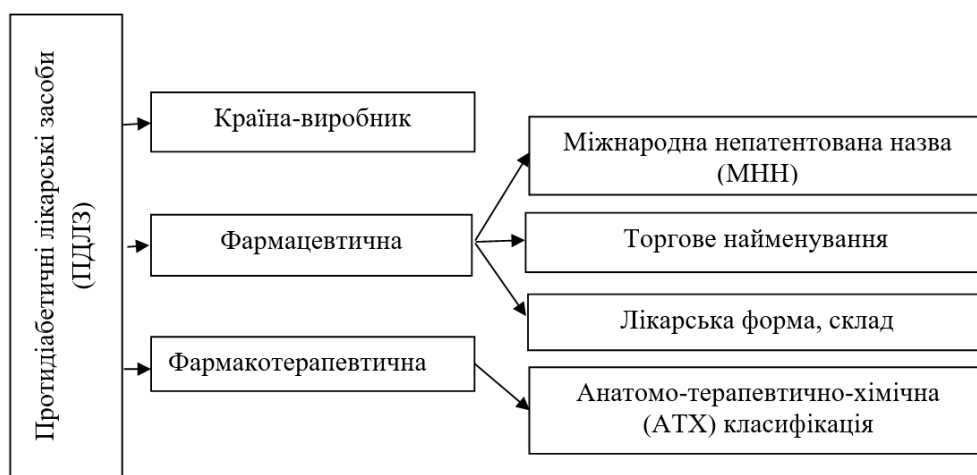 Протидіабетичні лікарські засоби
(ПДЛЗ)
Країна-виробник
Фармацевтична
Фармакотерапевтична
Міжнародна непатентована назва
(МНН)
Торгове найменування
Лікарська форма, склад
Анатомо-терапевтично-хімічна
(АТХ) класифікація